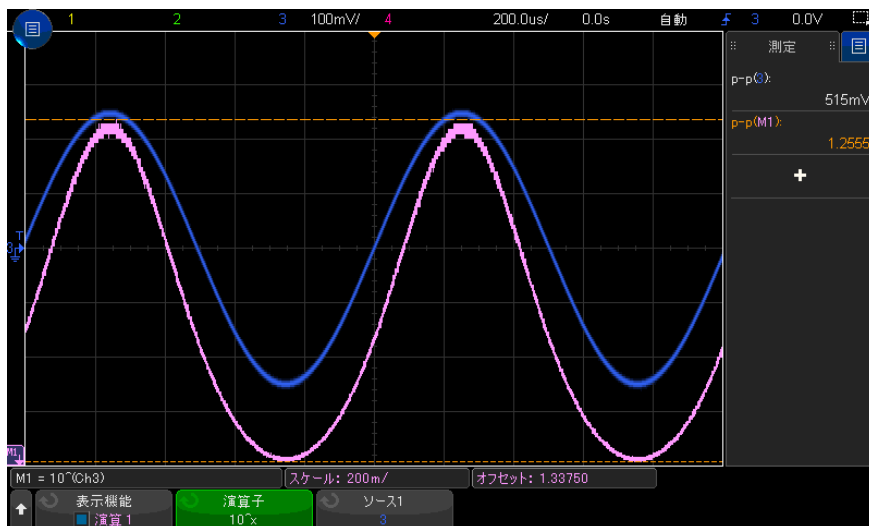 1 2 3 100mV/ 4 200.0us/ 0.0s 自動 3 0.0V
測定
p-p(3):
515mV
p-p(M1):
1.2555
+
T
3
M1
M1 = 10^(Ch3)
スケール: 200m/
オフセット: 1.33750
表示機能
演算 1
演算子
10^x
ソース1
3